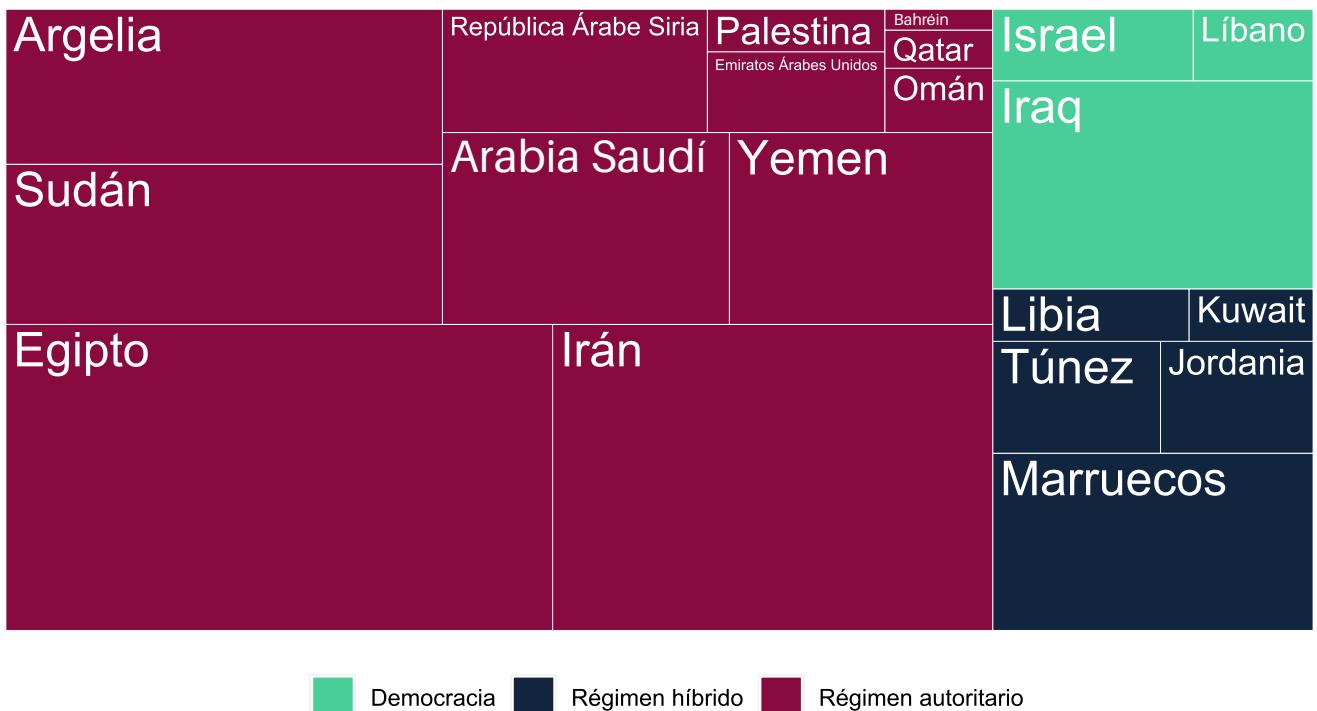 Argelia
República Árabe Siria
Palestina
Bahréin
Israel
Líbano
Qatar
Emiratos Árabes Unidos
Omán
Iraq
Arabia Saudí
Yemen
Sudán
Libia
Kuwait
Egipto
Irán
Túnez
Jordania
Marruecos
Democracia
Régimen híbrido
Régimen autoritario